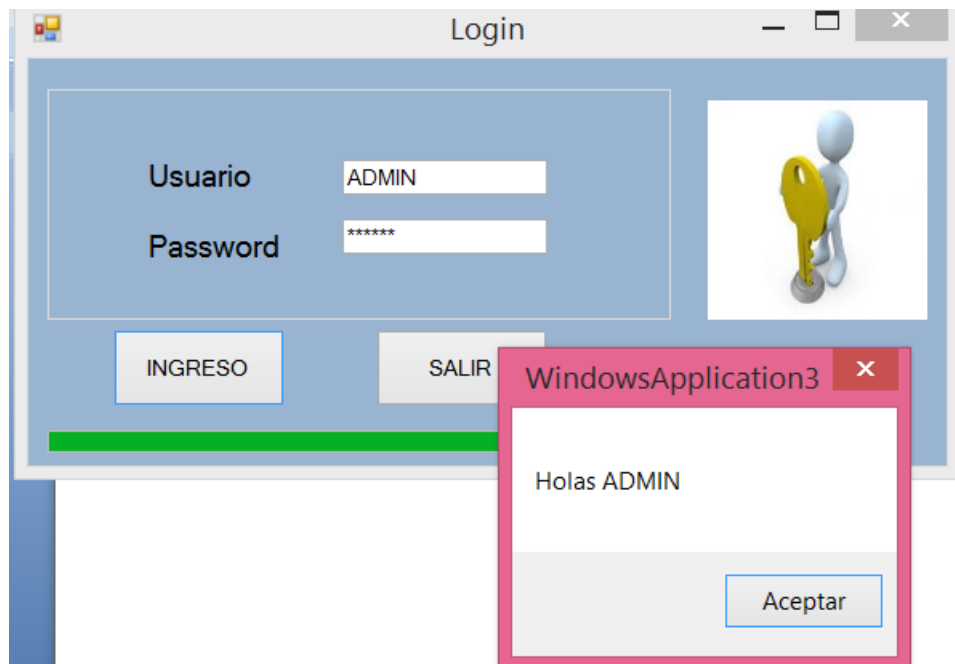 Login
Usuario
ADMIN
Password
******
INGRESO
SALIR
WindowsApplication3
Holas ADMIN
Aceptar